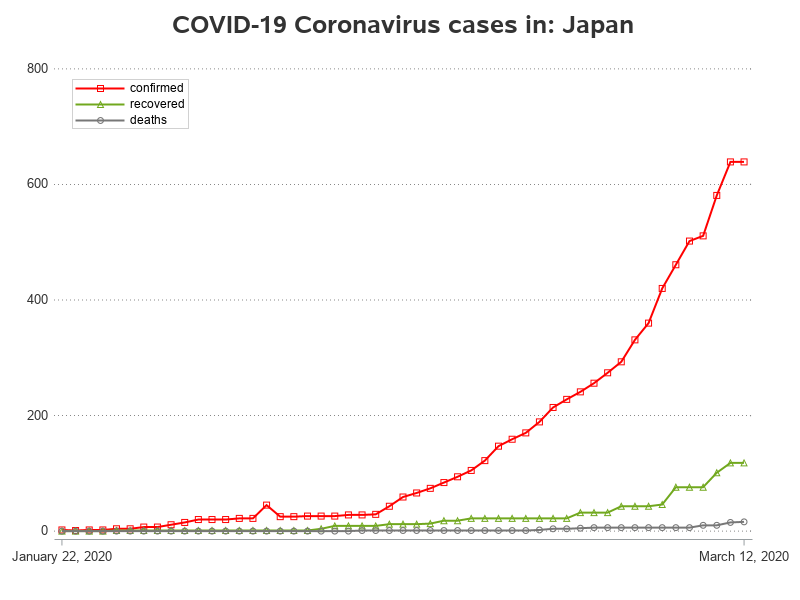 COVID-19 Coronavirus cases in: Japan
800
confirmed
recovered
deaths
600
400
200
0
January 22, 2020 March 12, 2020